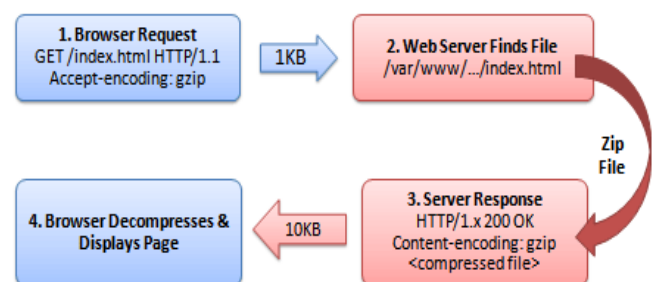 1. Browser Request
GET /index.html HTTP/1.1
Accept-encoding: gzip
1KB
2. Web Server Finds File
/var/www/.../index.html
Zip
File
3. Server Response
HTTP/1.x 200 OK
Content-encoding: gzip
<compressed file>
10KB
4. Browser Decompresses &
Displays Page